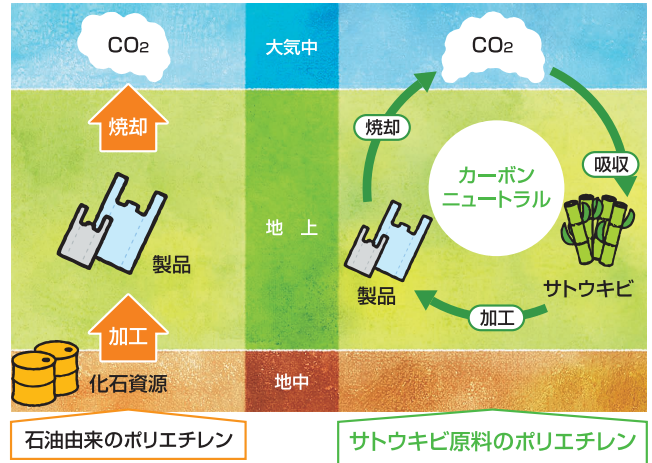 CO2
大気中
CO2
焼却
焼却
吸収
カーボン
ニュートラル
地 上
製品
製品
サトウキビ
加工
加工
化石資源
地中
石油由来のポリエチレン
サトウキビ原料のポリエチレン